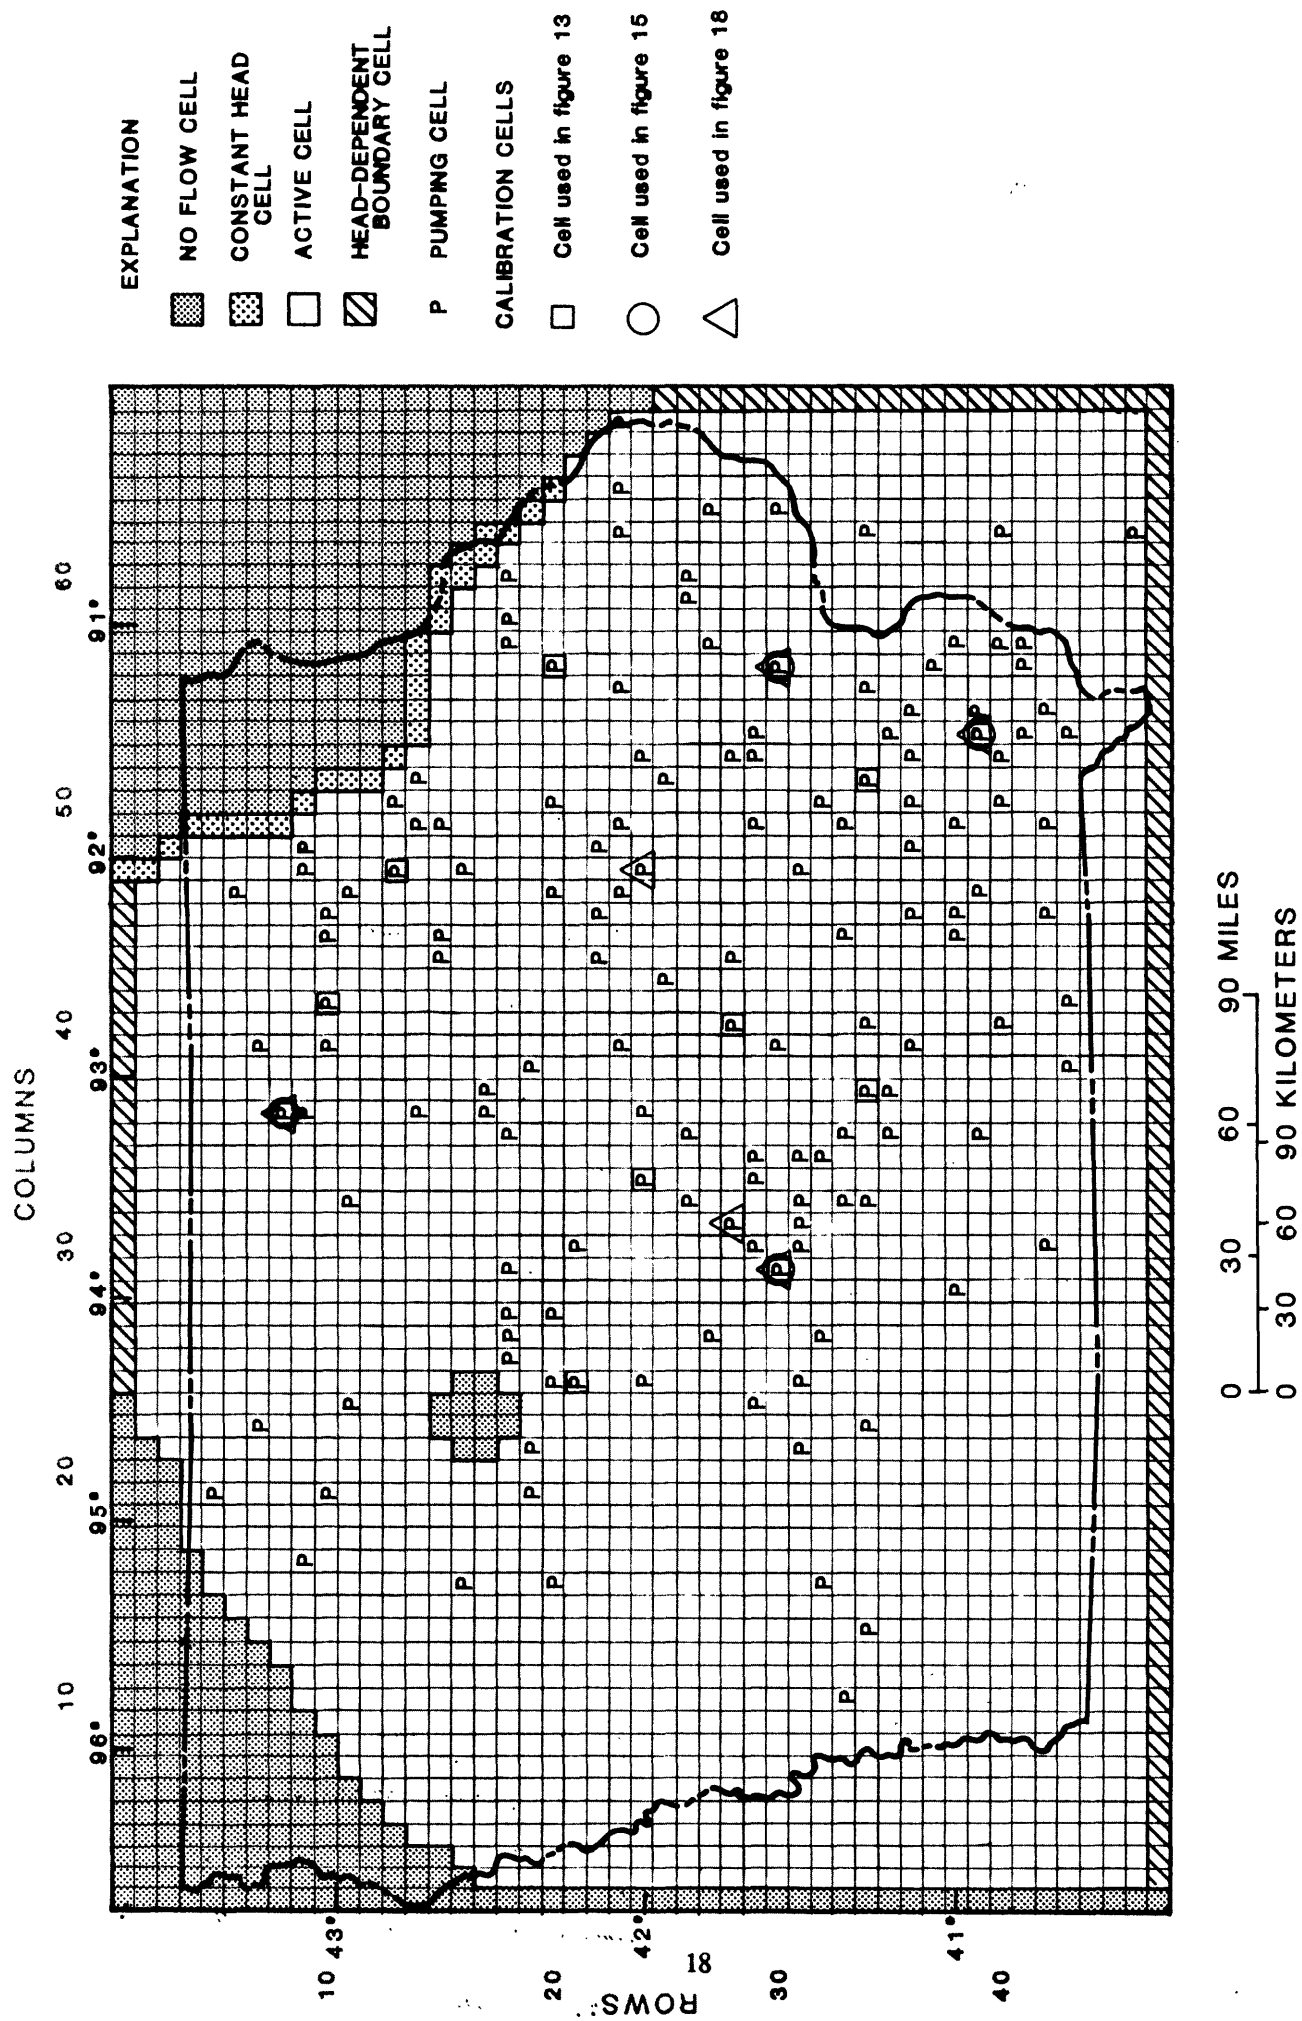 COLUMNS
10
20
30
40
50
60
96°
95°
94°
93°
92°
91°
ROWS
10
20
30
40
43°
42°
41°
EXPLANATION
NO FLOW CELL
CONSTANT HEAD
CELL
ACTIVE CELL
HEAD-DEPENDENT
BOUNDARY CELL
P PUMPING CELL
CALIBRATION CELLS
Cell used in figure 13
Cell used in figure 15
Cell used in figure 18
0 30 60 90 MILES
0 30 60 90 KILOMETERS
18